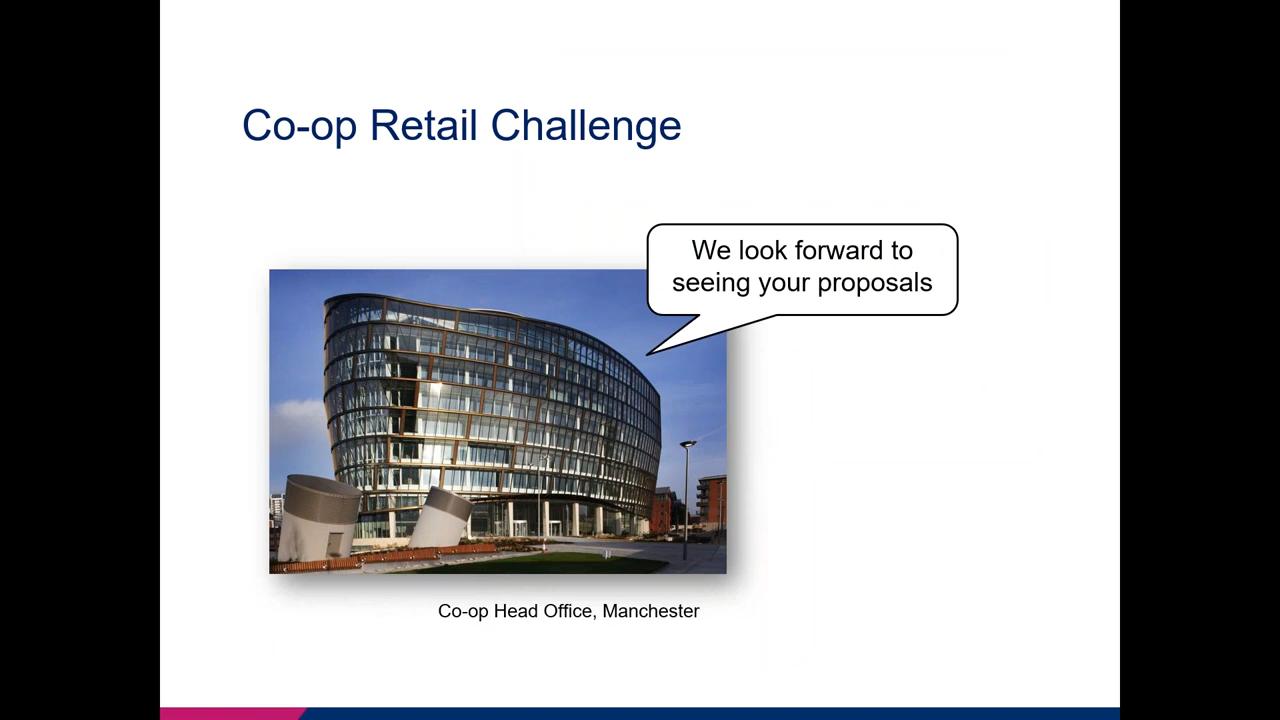 Co-op Retail Challenge
We look forward to
seeing your proposals
Co-op Head Office, Manchester